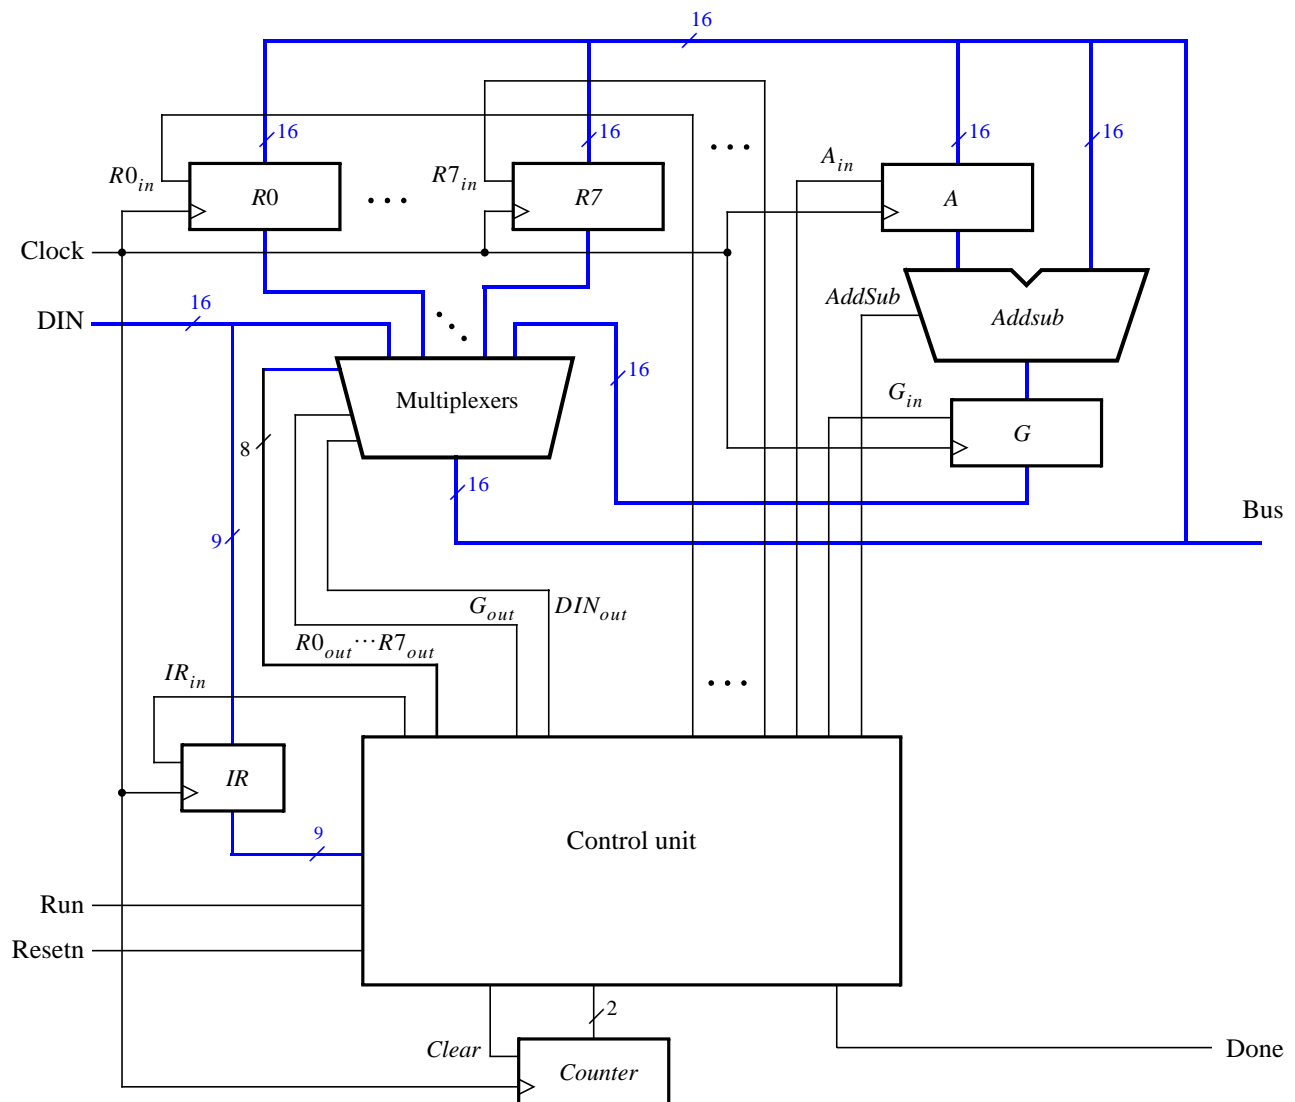 16
16
16
16
16
R0in
R0
• • •
R7in
R7
• • •
Ain
A
Clock
DIN
16
AddSub
Addsub
Multiplexers
16
Gin
G
8
16
9
Bus
Gout
DINout
R0out ··· R7out
IRin
• • •
IR
Control unit
9
Run
Resetn
2
Clear
Counter
Done